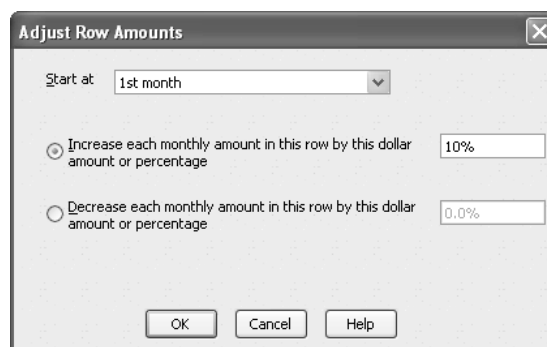 Adjust Row Amounts
Start at 1st month
Increase each monthly amount in this row by this dollar 10%
amount or percentage
Decrease each monthly amount in this row by this dollar 0.0%
amount or percentage
OK Cancel Help